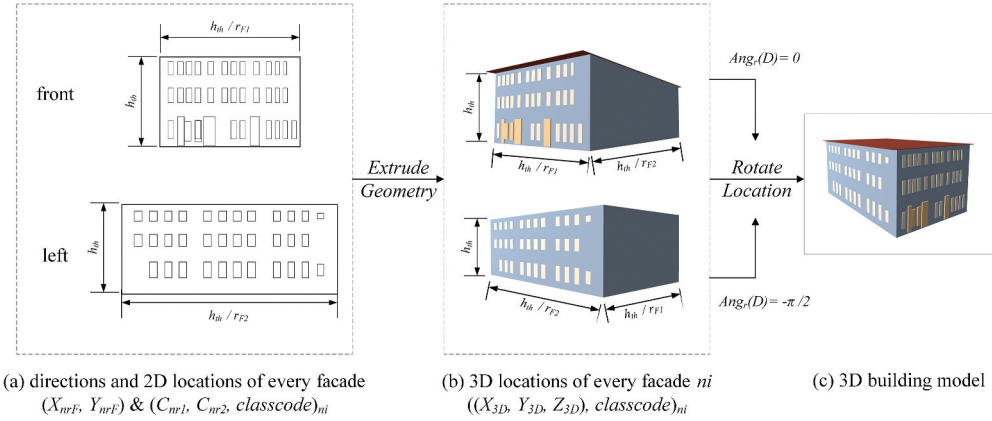 h_th / r_F1
front
h_th
left
h_th
h_th / r_F2
Extrude
Geometry
h_th
h_th / r_F1
h_th / r_F2
h_th
h_th / r_F2
h_th / r_F1
Ang_r(D)= 0
Rotate
Location
Ang_r(D)= -π /2
(a) directions and 2D locations of every facade
(X_nrF, Y_nrF) & (C_nr1, C_nr2, classcode)_ni
(b) 3D locations of every facade ni
((X_3D, Y_3D, Z_3D), classcode)_ni
(c) 3D building model